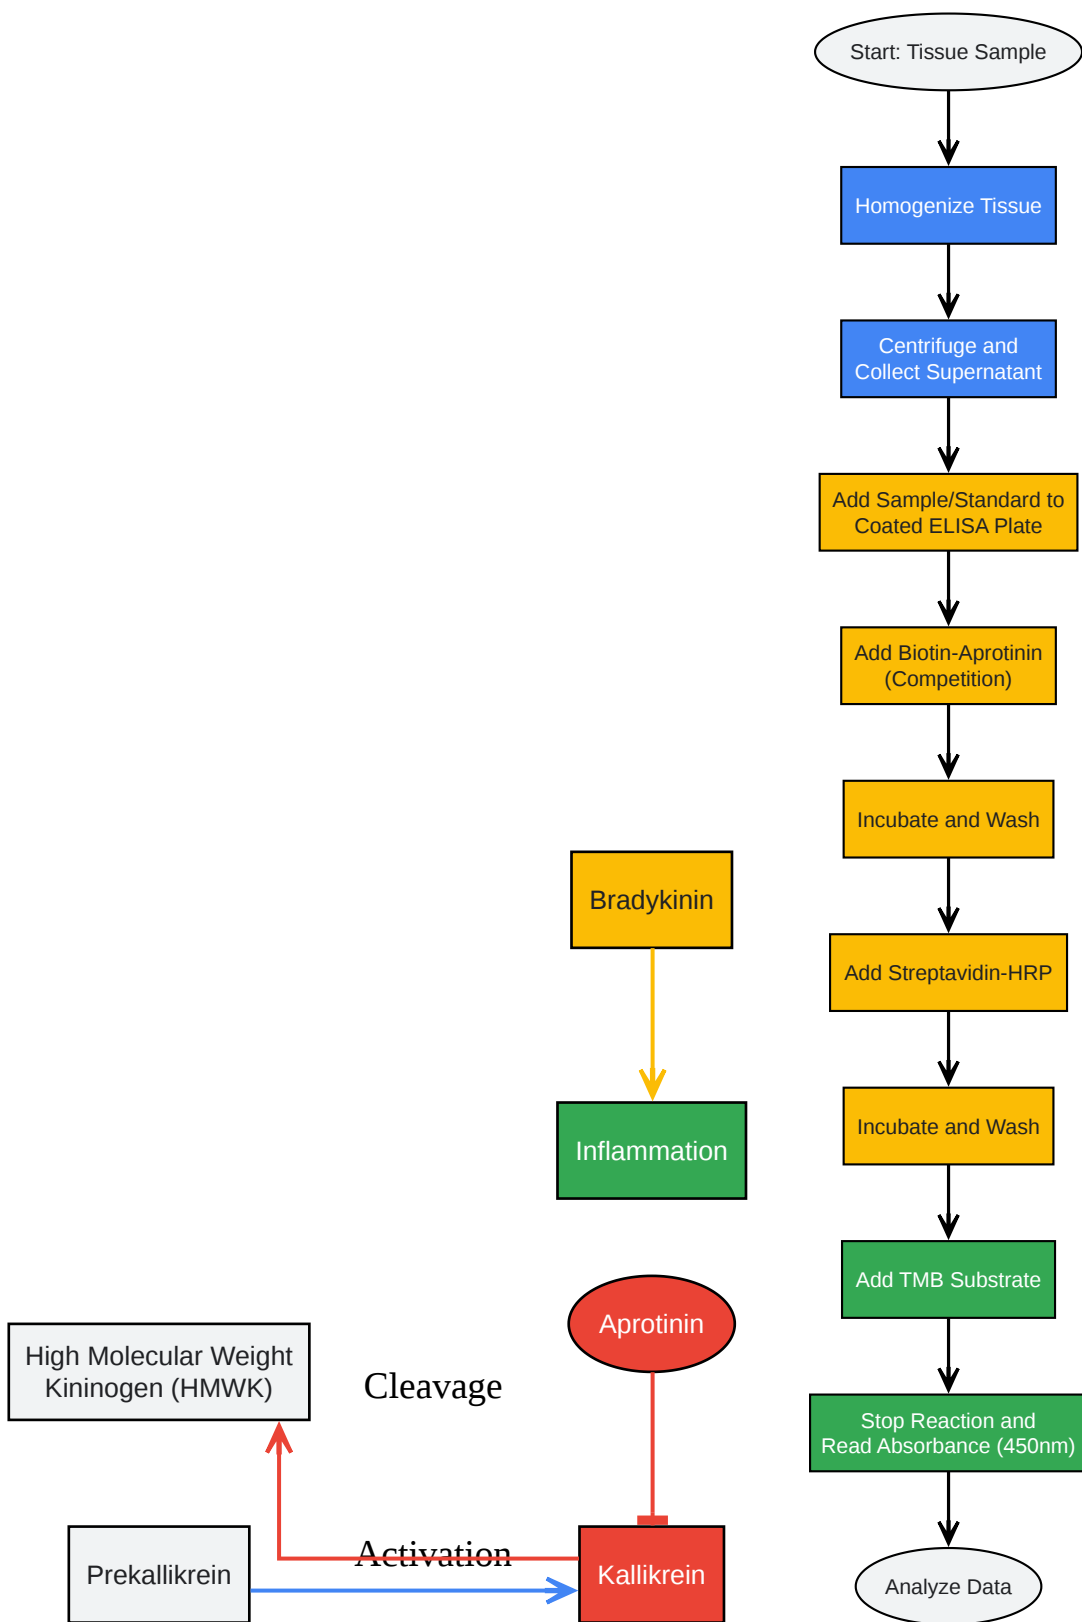 Start: Tissue Sample
Homogenize Tissue
Centrifuge and
Collect Supernatant
Add Sample/Standard to
Coated ELISA Plate
Add Biotin-Aprotinin
(Competition)
Incubate and Wash
Add Streptavidin-HRP
Incubate and Wash
Add TMB Substrate
Stop Reaction and
Read Absorbance (450nm)
Analyze Data
Bradykinin
Inflammation
Aprotinin
High Molecular Weight
Kininogen (HMWK)
Cleavage
Activation
Prekallikrein
Kallikrein